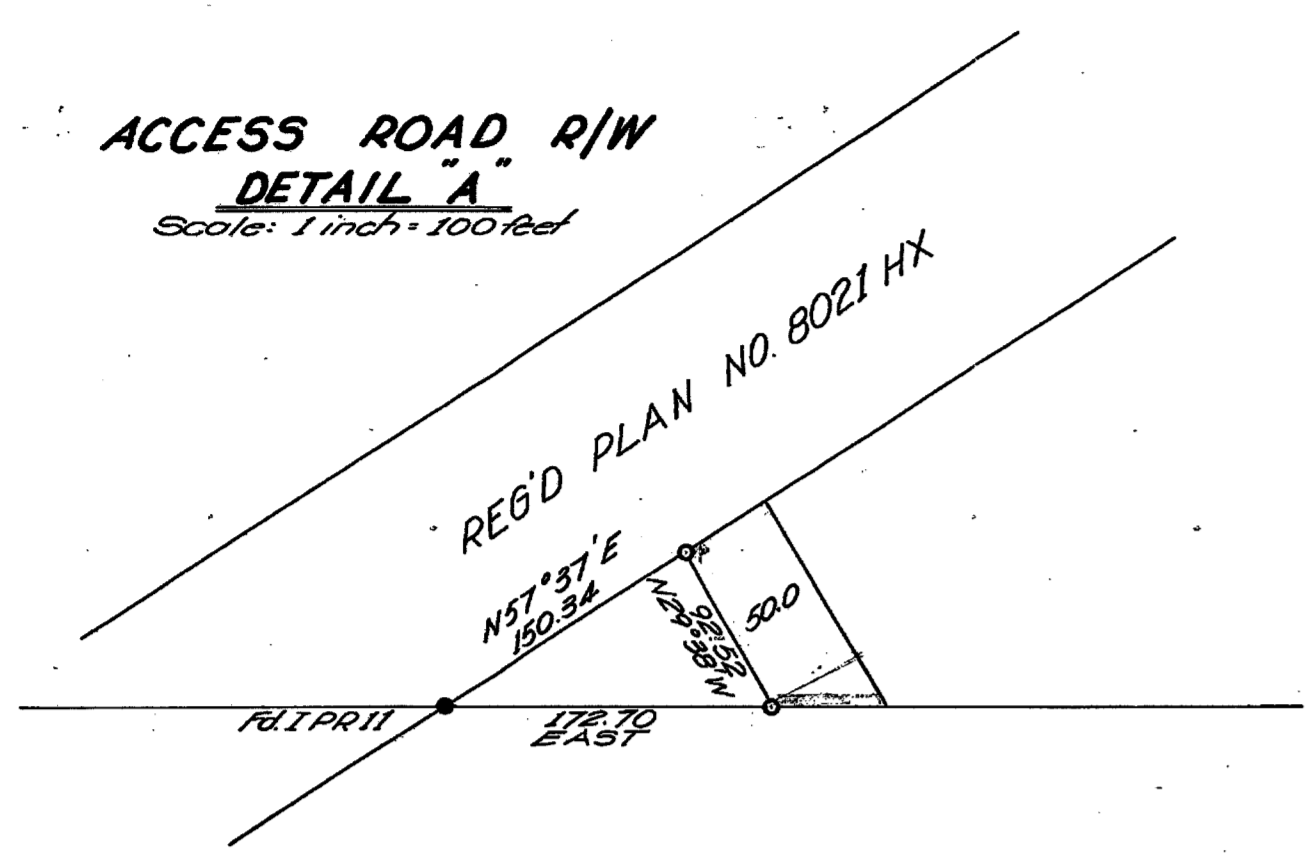 ACCESS ROAD R/W
DETAIL "A"
Scale: 1 inch = 100 feet
REG'D PLAN NO. 8021 HX
N57°37'E
150.34
92.52
N29°38'W
50.0
Fd. I PR 11
172.70
EAST